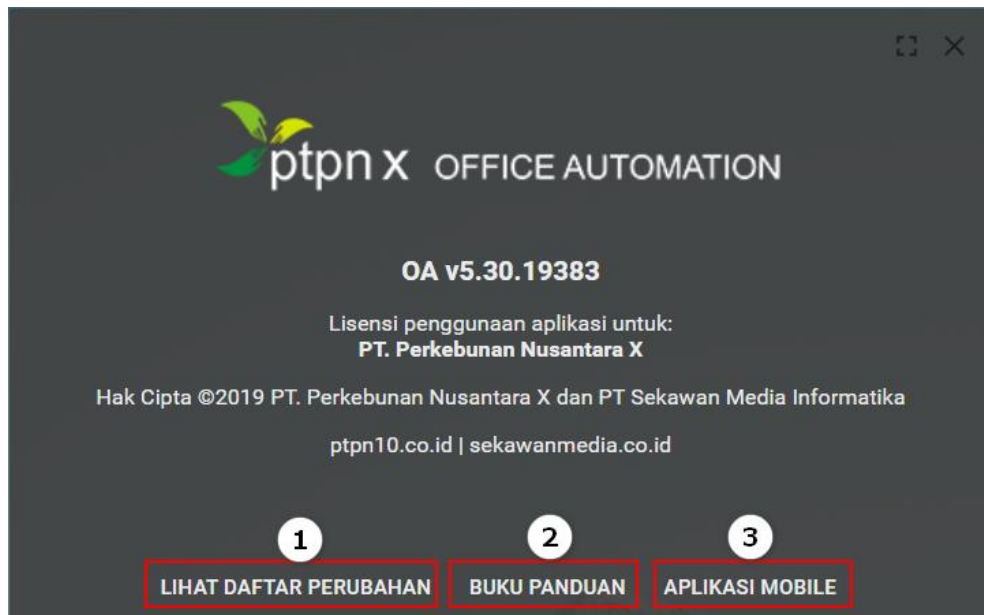 ptpn x OFFICE AUTOMATION
OA v5.30.19383
Lisensi penggunaan aplikasi untuk:
PT. Perkebunan Nusantara X
Hak Cipta ©2019 PT. Perkebunan Nusantara X dan PT Sekawan Media Informatika
ptpn10.co.id | sekawanmedia.co.id
1 2 3
LIHAT DAFTAR PERUBAHAN BUKU PANDUAN APLIKASI MOBILE